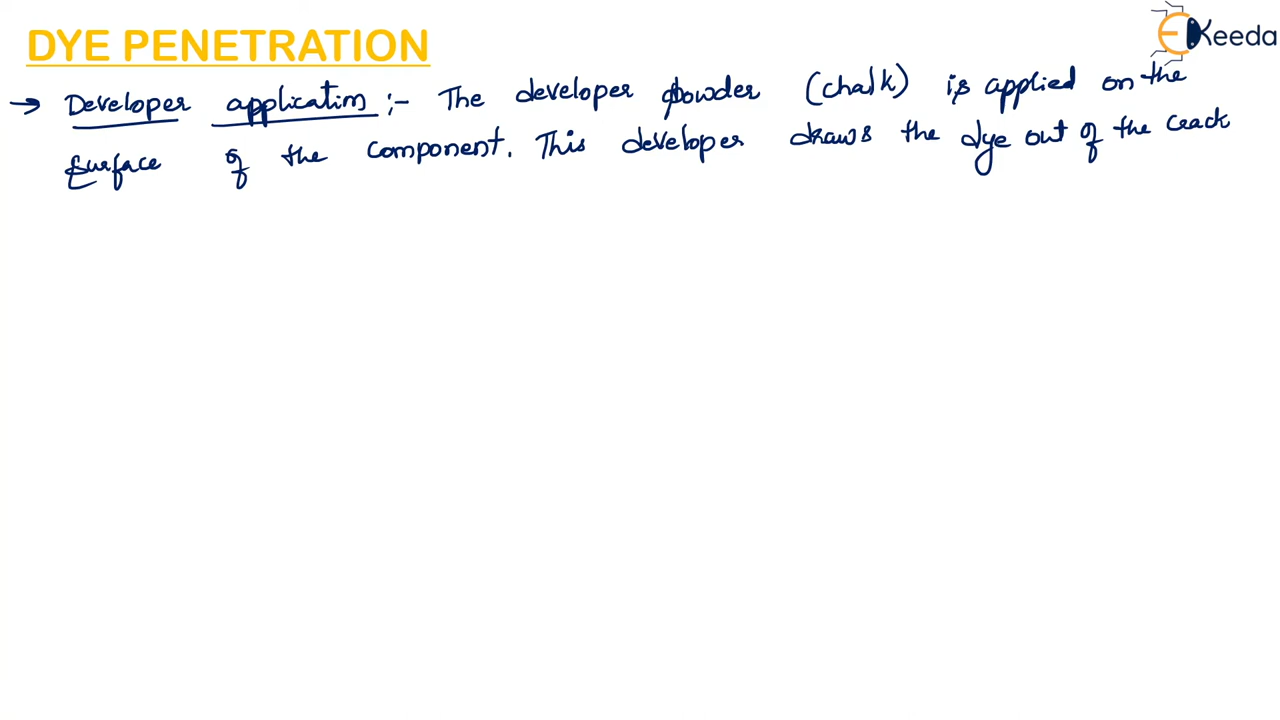 DYE PENETRATION
EKeeda
→ Developer application :- The developer powder (chalk) is applied on the
surface of the component. This developer draws the dye out of the crack